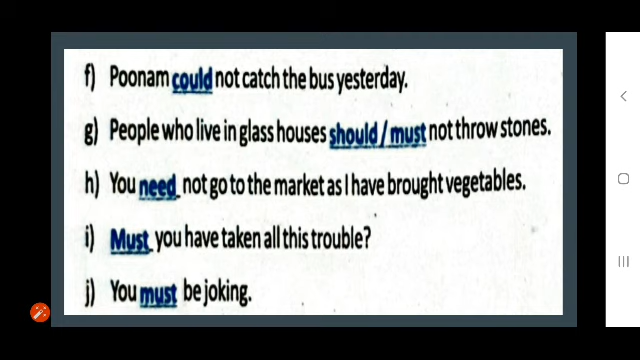 f) Poonam could not catch the bus yesterday.
g) People who live in glass houses should / must not throw stones.
h) You need not go to the market as I have brought vegetables.
i) Must you have taken all this trouble?
j) You must be joking.